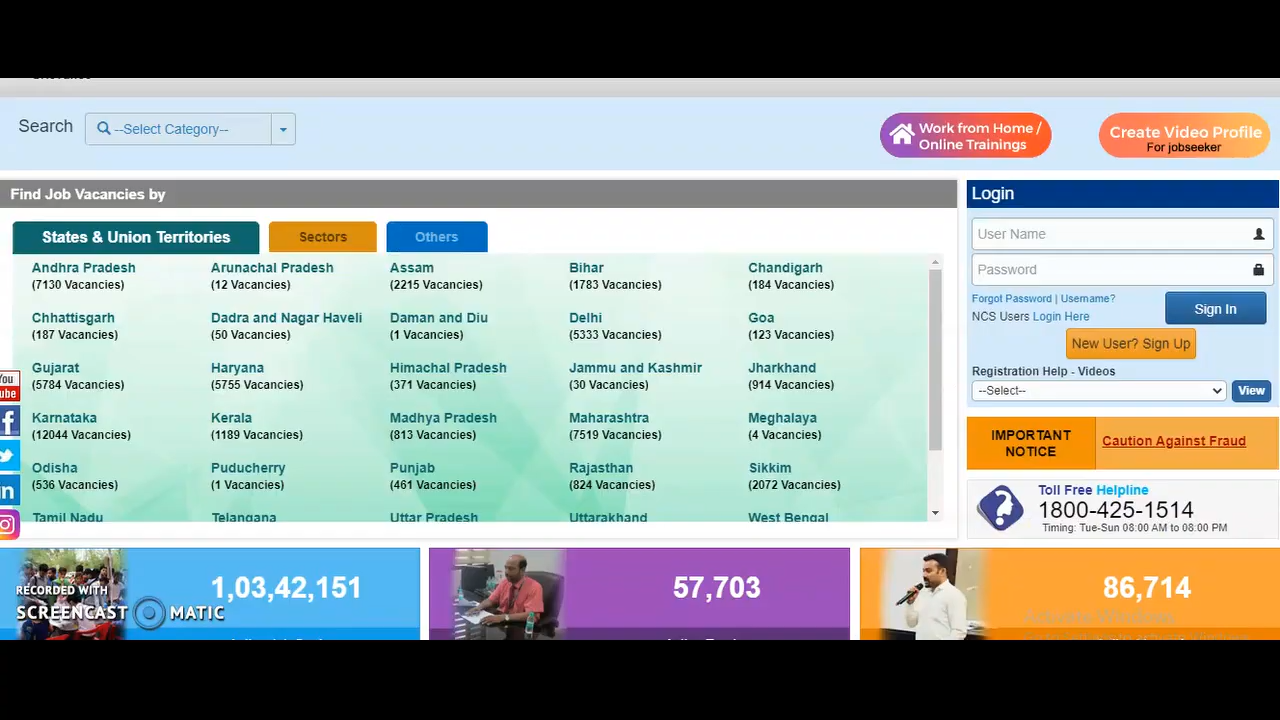 Search
--Select Category--
Work from Home /
Online Trainings
Create Video Profile
For jobseeker
Find Job Vacancies by
States & Union Territories
Sectors
Others
Andhra Pradesh
(7130 Vacancies)
Arunachal Pradesh
(12 Vacancies)
Assam
(2215 Vacancies)
Bihar
(1783 Vacancies)
Chandigarh
(184 Vacancies)
Chhattisgarh
(187 Vacancies)
Dadra and Nagar Haveli
(50 Vacancies)
Daman and Diu
(1 Vacancies)
Delhi
(5333 Vacancies)
Goa
(123 Vacancies)
Gujarat
(5784 Vacancies)
Haryana
(5755 Vacancies)
Himachal Pradesh
(371 Vacancies)
Jammu and Kashmir
(30 Vacancies)
Jharkhand
(914 Vacancies)
Karnataka
(12044 Vacancies)
Kerala
(1189 Vacancies)
Madhya Pradesh
(813 Vacancies)
Maharashtra
(7519 Vacancies)
Meghalaya
(4 Vacancies)
Odisha
(536 Vacancies)
Puducherry
(1 Vacancies)
Punjab
(461 Vacancies)
Rajasthan
(824 Vacancies)
Sikkim
(2072 Vacancies)
Tamil Nadu
Telangana
Uttar Pradesh
Uttarakhand
West Bengal
Login
User Name
Password
Forgot Password | Username?
NCS Users Login Here
Sign In
New User? Sign Up
Registration Help - Videos
--Select--
View
IMPORTANT
NOTICE
Caution Against Fraud
Toll Free Helpline
1800-425-1514
Timing: Tue-Sun 08:00 AM to 08:00 PM
You
ube
f
in
1,03,42,151
57,703
86,714
RECORDED WITH
SCREENCAST MATIC
Activate Windows